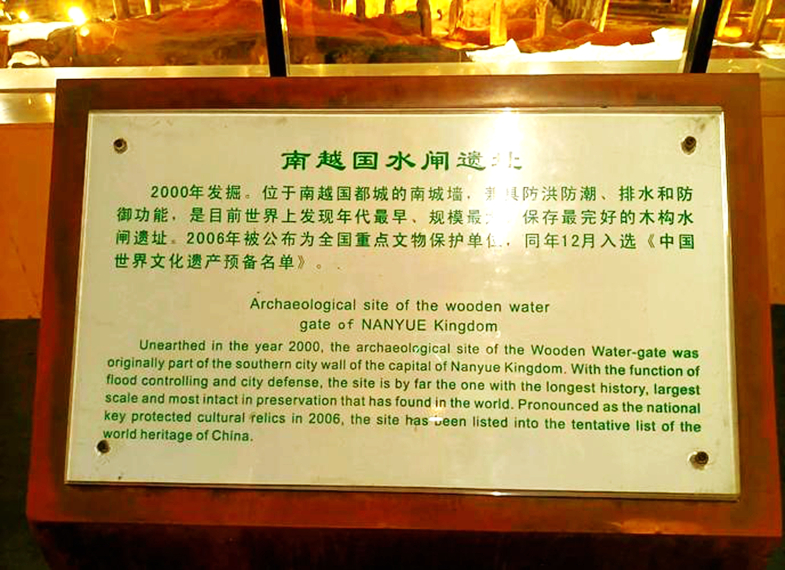 南越国水闸遗址
2000年发掘。位于南越国都城的南城墙，兼具防洪防潮、排水和防
御功能，是目前世界上发现年代最早、规模最 保存最完好的木构水
闸遗址。2006年被公布为全国重点文物保护单位，同年12月入选《中国
世界文化遗产预备名单》。
Archaeological site of the wooden water
gate of NANYUE Kingdom
Unearthed in the year 2000, the archaeological site of the Wooden Water-gate was
originally part of the southern city wall of the capital of Nanyue Kingdom. With the function of
flood controlling and city defense, the site is by far the one with the longest history, largest
scale and most intact in preservation that has found in the world. Pronounced as the national
key protected cultural relics in 2006, the site has been listed into the tentative list of the
world heritage of China.